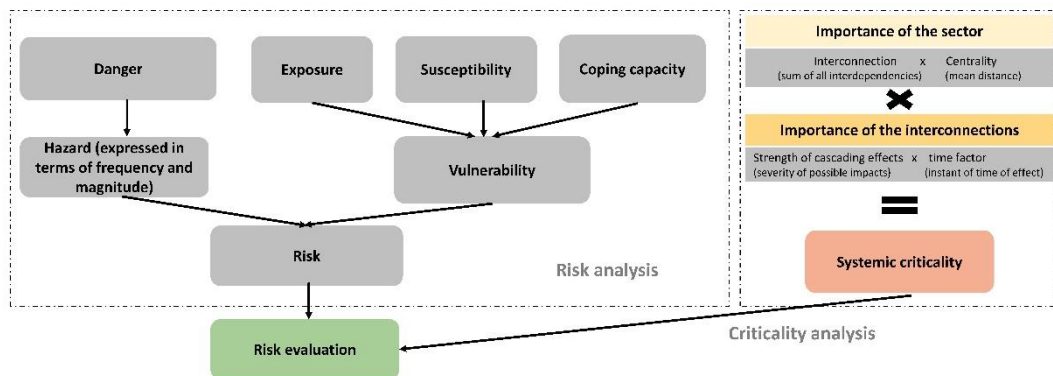 Danger
Exposure
Susceptibility
Coping capacity
Hazard (expressed in
terms of frequency and
magnitude)
Vulnerability
Risk
Risk analysis
Risk evaluation
Importance of the sector
Interconnection x Centrality
(sum of all interdependencies) (mean distance)
Importance of the interconnections
Strength of cascading effects x time factor
(severity of possible impacts) (instant of time of effect)
Systemic criticality
Criticality analysis